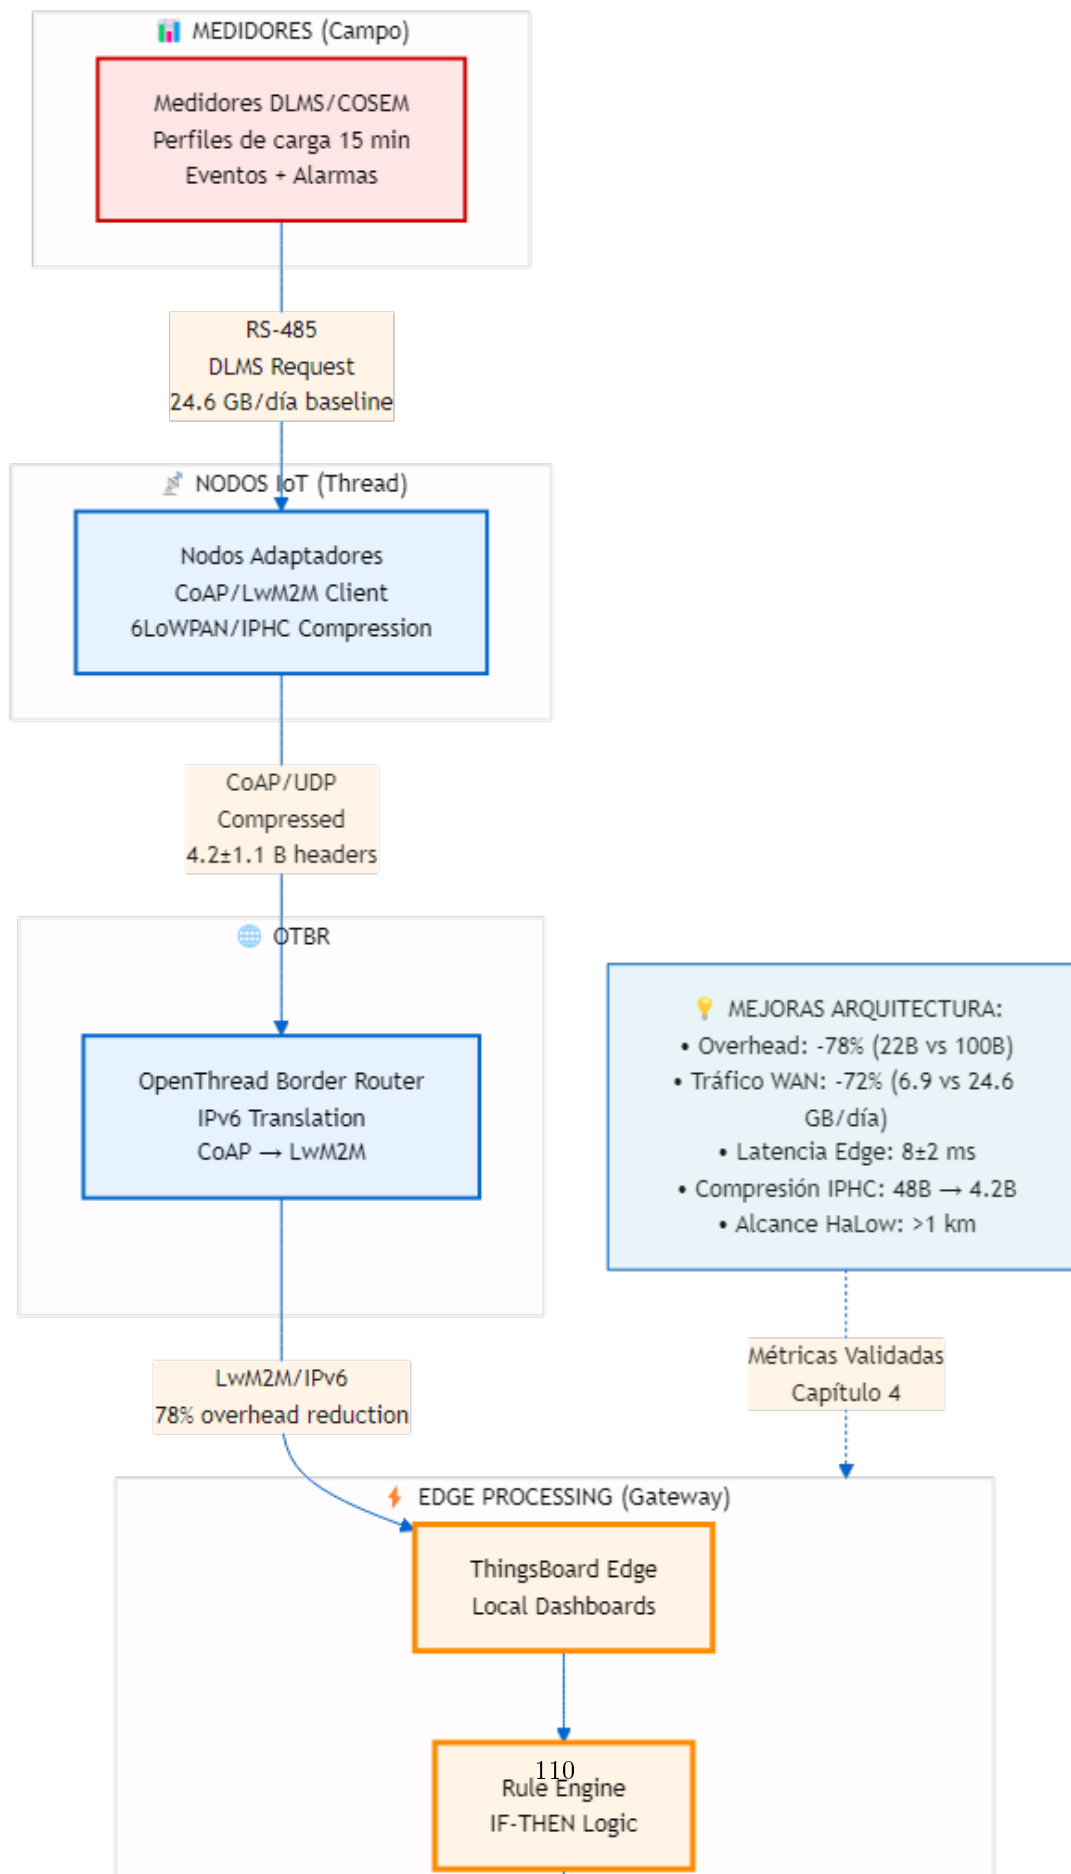 MEDIDORES (Campo)
Medidores DLMS/COSEM
Perfiles de carga 15 min
Eventos + Alarmas
RS-485
DLMS Request
24.6 GB/día baseline
NODOS IoT (Thread)
Nodos Adaptadores
CoAP/LwM2M Client
6LoWPAN/IPHC Compression
CoAP/UDP
Compressed
4.2±1.1 B headers
OTBR
OpenThread Border Router
IPv6 Translation
CoAP → LwM2M
MEJORAS ARQUITECTURA:
• Overhead: -78% (22B vs 100B)
• Tráfico WAN: -72% (6.9 vs 24.6
GB/día)
• Latencia Edge: 8±2 ms
• Compresión IPHC: 48B → 4.2B
• Alcance HaLow: >1 km
LwM2M/IPv6
78% overhead reduction
Métricas Validadas
Capítulo 4
EDGE PROCESSING (Gateway)
ThingsBoard Edge
Local Dashboards
110
Rule Engine
IF-THEN Logic